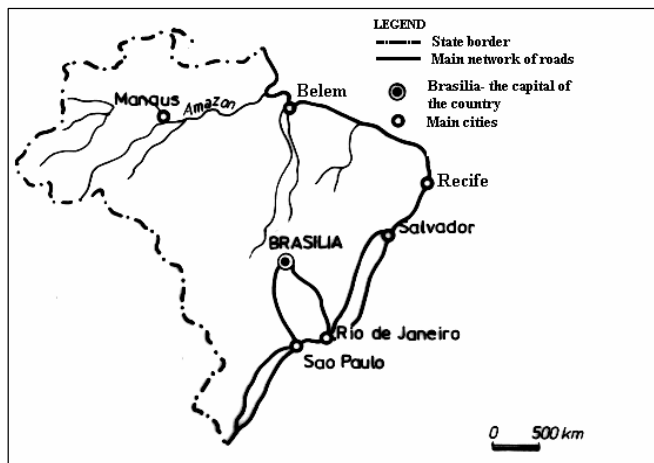 LEGEND
State border
Main network of roads
Brasilia- the capital of
the country
Main cities
Belem
Manaus
Amazon
Recife
Salvador
BRASILIA
Rio de Janeiro
Sao Paulo
0 500 km